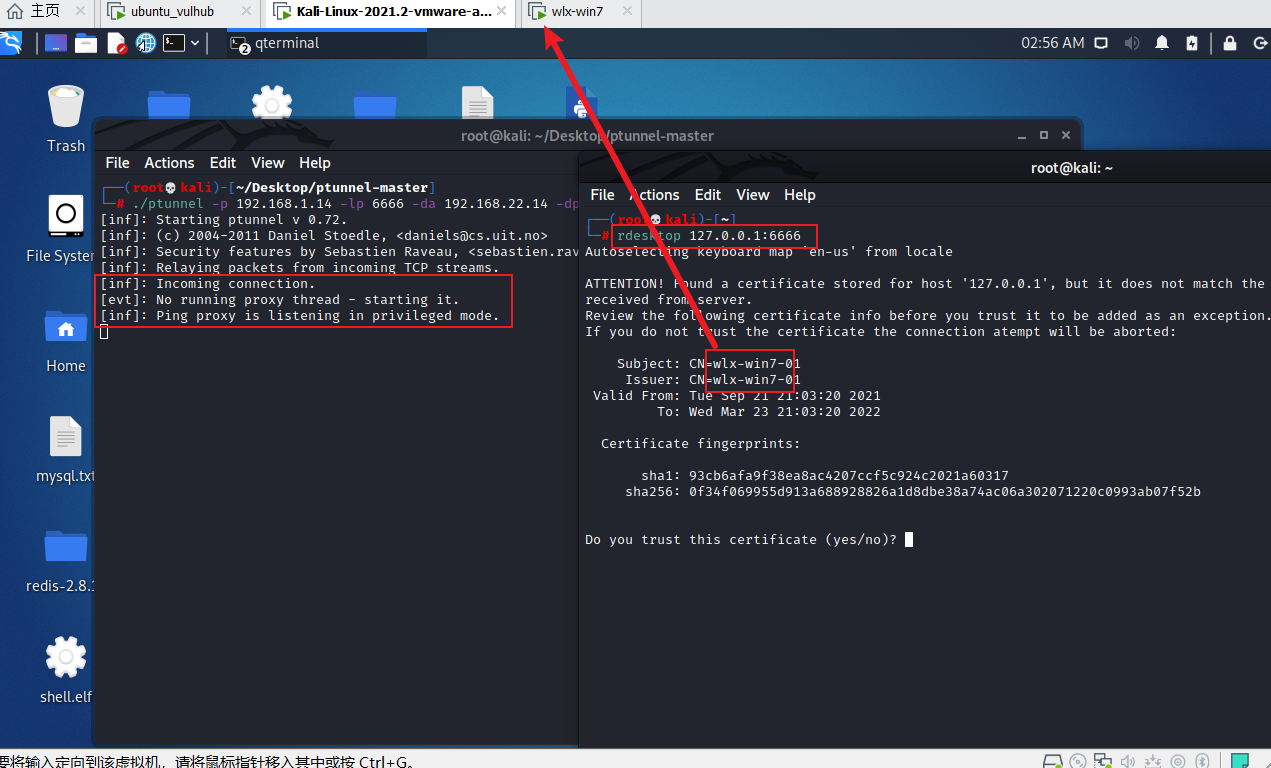 主页
ubuntu_vulhub
Kali-Linux-2021.2-vmware-a...
wlx-win7
qterminal
02:56 AM
Trash
File System
Home
mysql.txt
redis-2.8.
shell.elf
root@kali: ~/Desktop/ptunnel-master
File Actions Edit View Help
(root💀kali)-[~/Desktop/ptunnel-master]
# ./ptunnel -p 192.168.1.14 -lp 6666 -da 192.168.22.14 -dp
[inf]: Starting ptunnel v 0.72.
[inf]: (c) 2004-2011 Daniel Stoedle, <daniels@cs.uit.no>
[inf]: Security features by Sebastien Raveau, <sebastien.rav
[inf]: Relaying packets from incoming TCP streams.
[inf]: Incoming connection.
[evt]: No running proxy thread - starting it.
[inf]: Ping proxy is listening in privileged mode.
root@kali: ~
File Actions Edit View Help
(root💀kali)-[~]
# rdesktop 127.0.0.1:6666
Autoselecting keyboard map 'en-us' from locale
ATTENTION! Found a certificate stored for host '127.0.0.1', but it does not match the
received from server.
Review the following certificate info before you trust it to be added as an exception.
If you do not trust the certificate the connection atempt will be aborted:
Subject: CN=wlx-win7-01
Issuer: CN=wlx-win7-01
Valid From: Tue Sep 21 21:03:20 2021
To: Wed Mar 23 21:03:20 2022
Certificate fingerprints:
sha1: 93cb6afa9f38ea8ac4207ccf5c924c2021a60317
sha256: 0f34f069955d913a688928826a1d8dbe38a74ac06a302071220c0993ab07f52b
Do you trust this certificate (yes/no)?
要将输入定向到该虚拟机，请将鼠标指针移入其中或按 Ctrl+G。